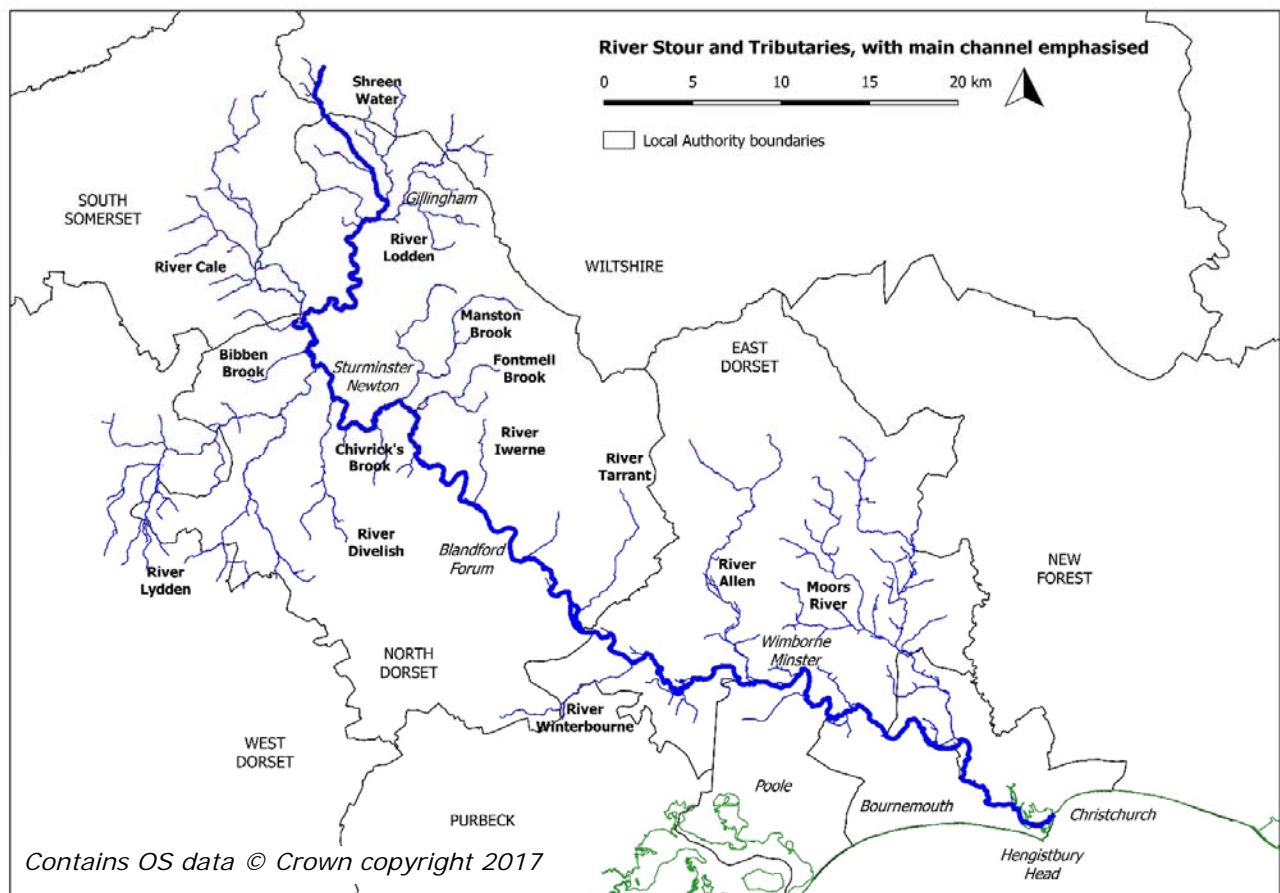 River Stour and Tributaries, with main channel emphasised
0 5 10 15 20 km
Local Authority boundaries
Shreen
Water
SOUTH
SOMERSET
Gillingham
River
Lodden
River Cale
WILTSHIRE
Manston
Brook
Bibben
Brook
Sturminster
Newton
Fontmell
Brook
EAST
DORSET
Chivrick's
Brook
River
Iwerne
River
Tarrant
River
Divelish
Blandford
Forum
River
Lydden
River
Allen
Moors
River
NEW
FOREST
Wimborne
Minster
NORTH
DORSET
River
Winterbourne
WEST
DORSET
PURBECK
Poole
Bournemouth
Christchurch
Hengistbury
Head
Contains OS data © Crown copyright 2017